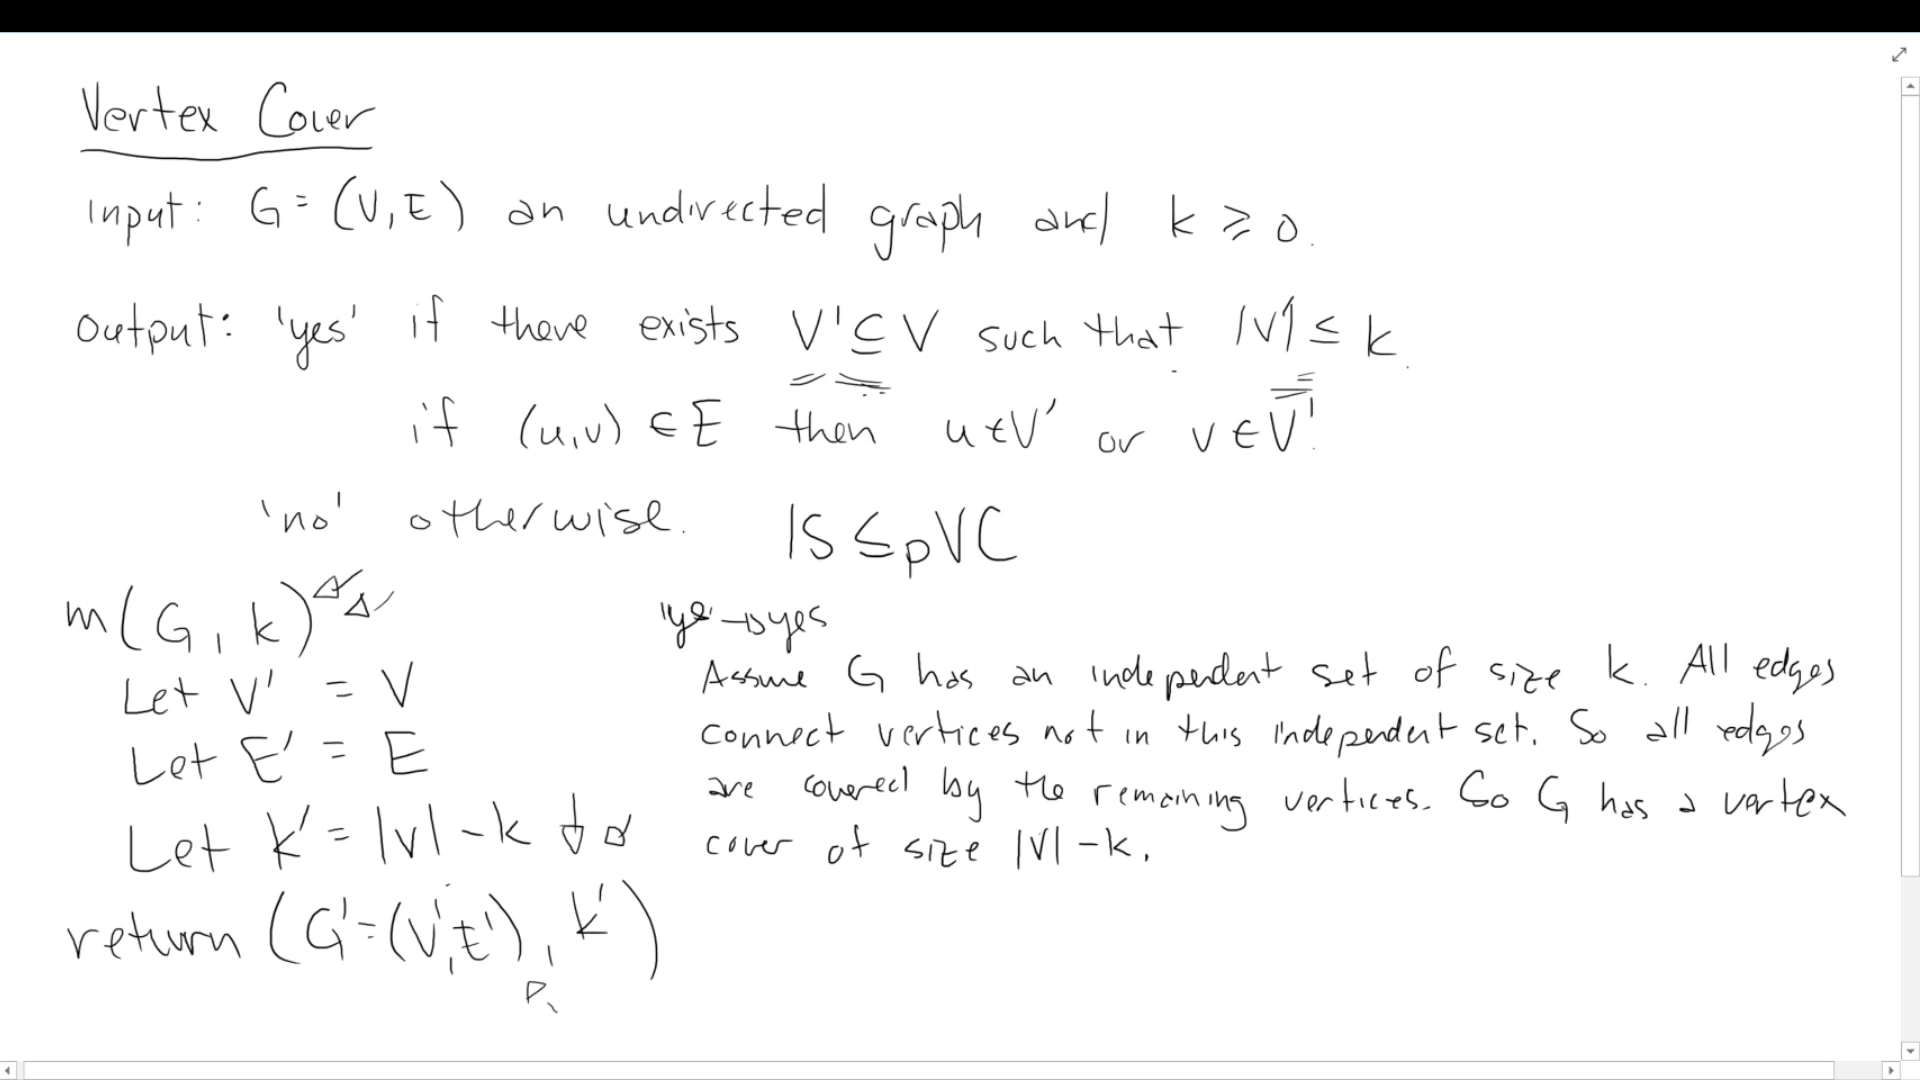 Vertex Cover
input: G = (V, E) an undirected graph and k ≥ 0.
output: 'yes' if there exists V' ⊆ V such that |V'| ≤ k.
if (u,v) ∈ E then u ∈ V' or v ∈ V'.
'no' otherwise. IS ≤p VC
m(G, k)
Let V' = V
Let E' = E
Let k' = |V| - k
return (G' = (V', E'), k')
'yes' → yes
Assume G has an independent set of size k. All edges
connect vertices not in this independent set. So all edges
are covered by the remaining vertices. So G has a vertex
cover of size |V| - k.